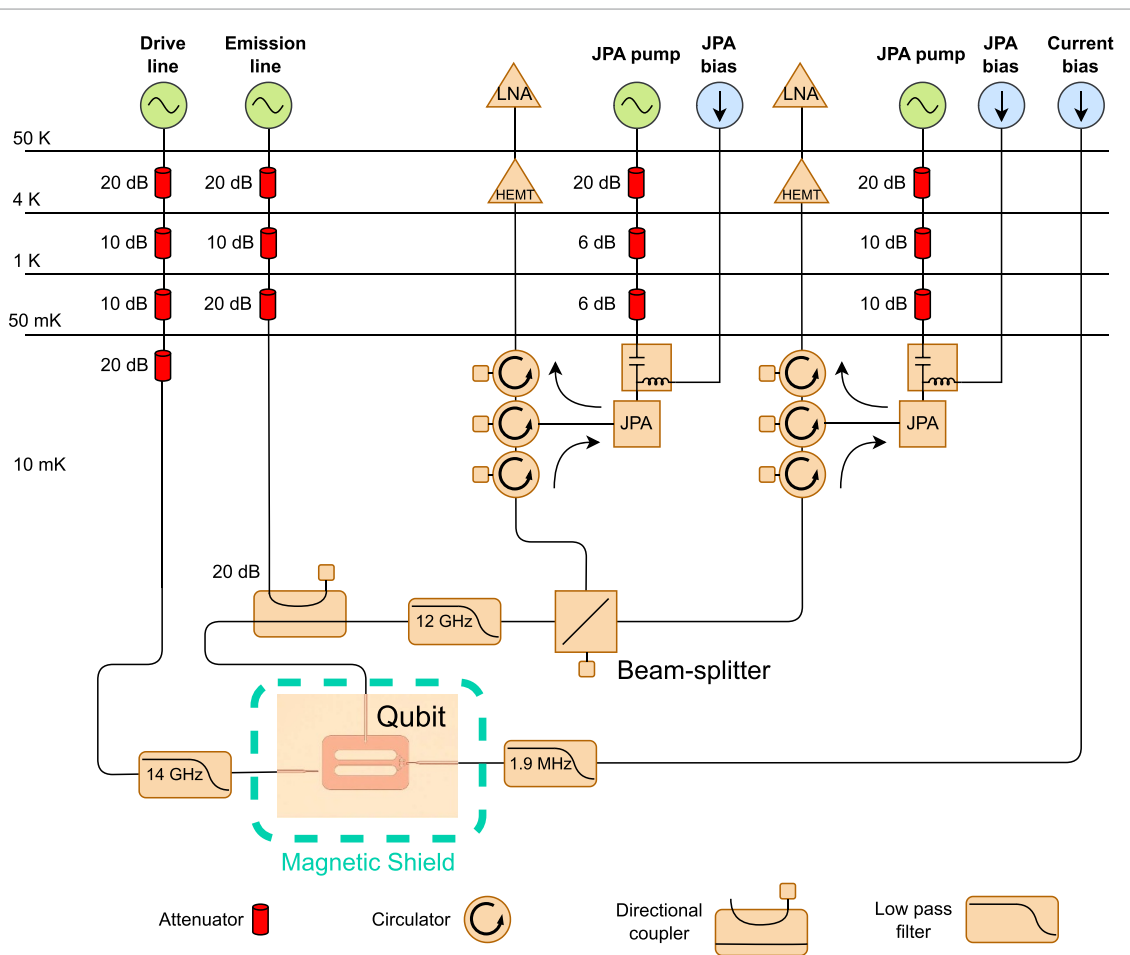 Drive
line
Emission
line
JPA pump
JPA
bias
JPA pump
JPA
bias
Current
bias
LNA
LNA
50 K
20 dB
20 dB
HEMT
20 dB
HEMT
20 dB
4 K
10 dB
10 dB
6 dB
10 dB
1 K
10 dB
20 dB
6 dB
10 dB
50 mK
20 dB
JPA
JPA
10 mK
20 dB
12 GHz
Beam-splitter
Qubit
14 GHz
1.9 MHz
Magnetic Shield
Attenuator
Circulator
Directional
coupler
Low pass
filter